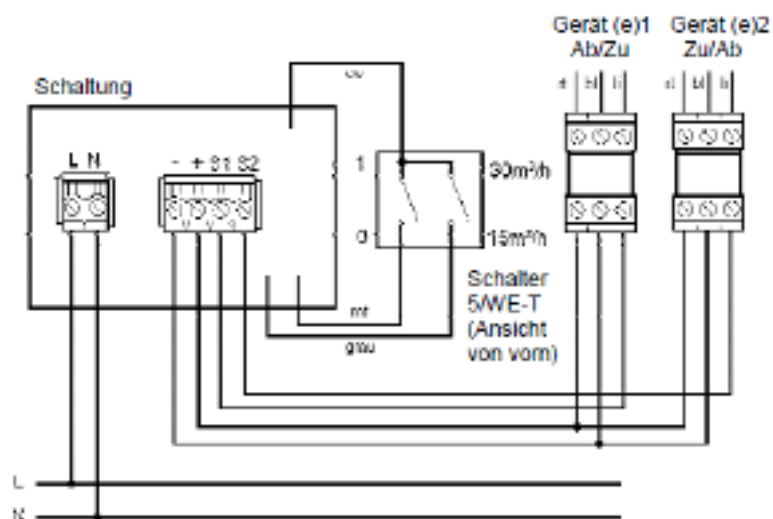 Gerät (e)1 Gerät (e)2
Ab/Zu Zu/Ab
Schaltung
L N - + S1 S2
1 30m³/h
0 15m³/h
Schalter
5/WE-T
(Ansicht
von vorn)
grau
L
N